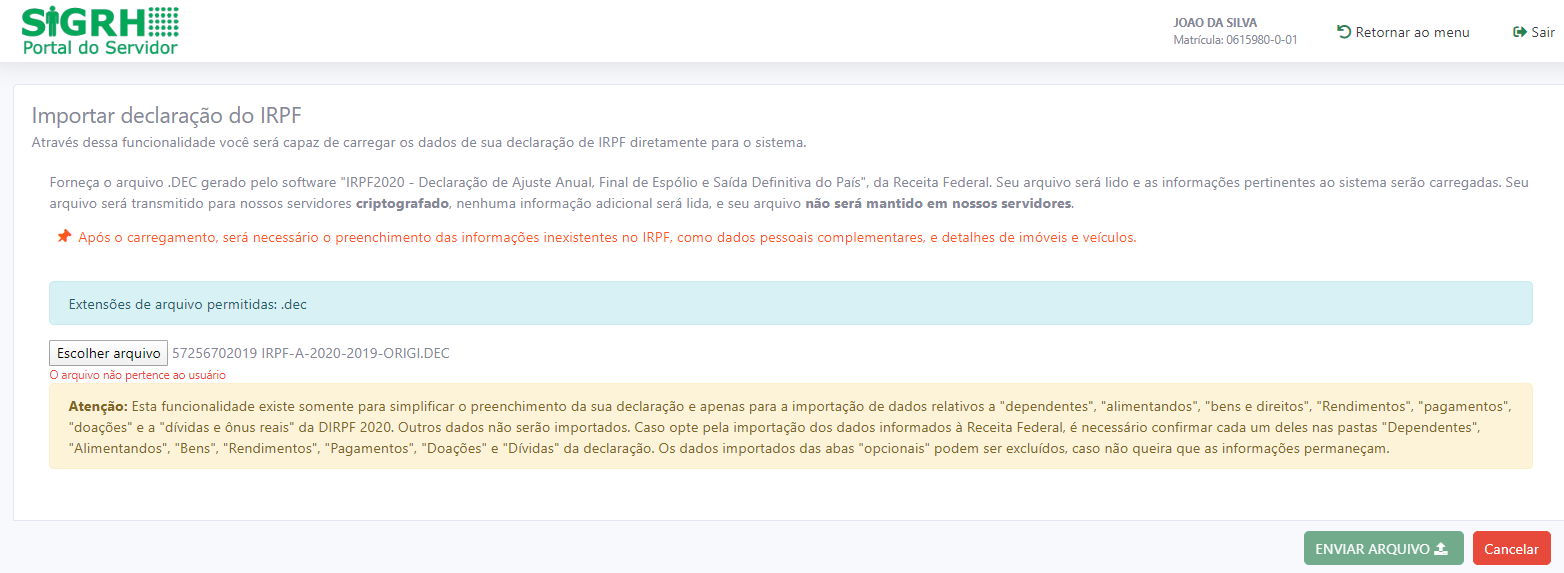 SIGRH
Portal do Servidor
JOAO DA SILVA
Matrícula: 0615980-0-01
Retornar ao menu
Sair
Importar declaração do IRPF
Através dessa funcionalidade você será capaz de carregar os dados de sua declaração de IRPF diretamente para o sistema.
Forneça o arquivo .DEC gerado pelo software "IRPF2020 - Declaração de Ajuste Anual, Final de Espólio e Saída Definitiva do País", da Receita Federal. Seu arquivo será lido e as informações pertinentes ao sistema serão carregadas. Seu
arquivo será transmitido para nossos servidores criptografado, nenhuma informação adicional será lida, e seu arquivo não será mantido em nossos servidores.
Após o carregamento, será necessário o preenchimento das informações inexistentes no IRPF, como dados pessoais complementares, e detalhes de imóveis e veículos.
Extensões de arquivo permitidas: .dec
Escolher arquivo 57256702019 IRPF-A-2020-2019-ORIGI.DEC
O arquivo não pertence ao usuário
Atenção: Esta funcionalidade existe somente para simplificar o preenchimento da sua declaração e apenas para a importação de dados relativos a "dependentes", "alimentandos", "bens e direitos", "Rendimentos", "pagamentos",
"doações" e a "dívidas e ônus reais" da DIRPF 2020. Outros dados não serão importados. Caso opte pela importação dos dados informados à Receita Federal, é necessário confirmar cada um deles nas pastas "Dependentes",
"Alimentandos", "Bens", "Rendimentos", "Pagamentos", "Doações" e "Dívidas" da declaração. Os dados importados das abas "opcionais" podem ser excluídos, caso não queira que as informações permaneçam.
ENVIAR ARQUIVO
Cancelar